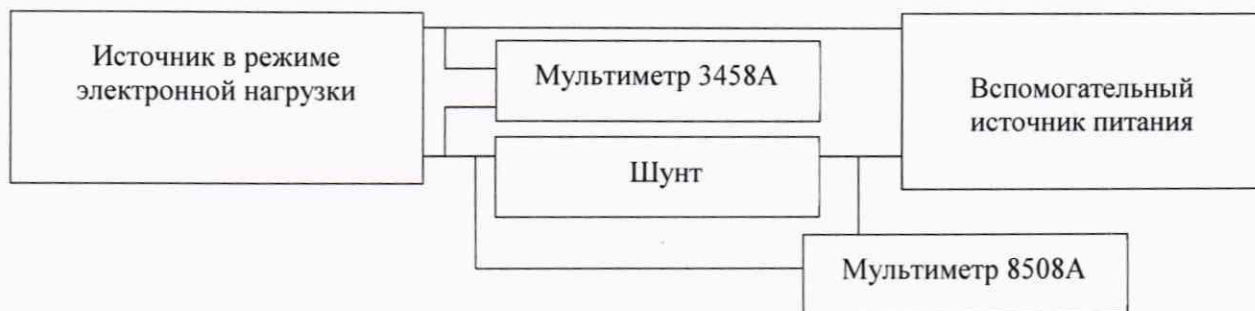 Источник в режиме
электронной нагрузки
Мультиметр 3458А
Вспомогательный
источник питания
Шунт
Мультиметр 8508А